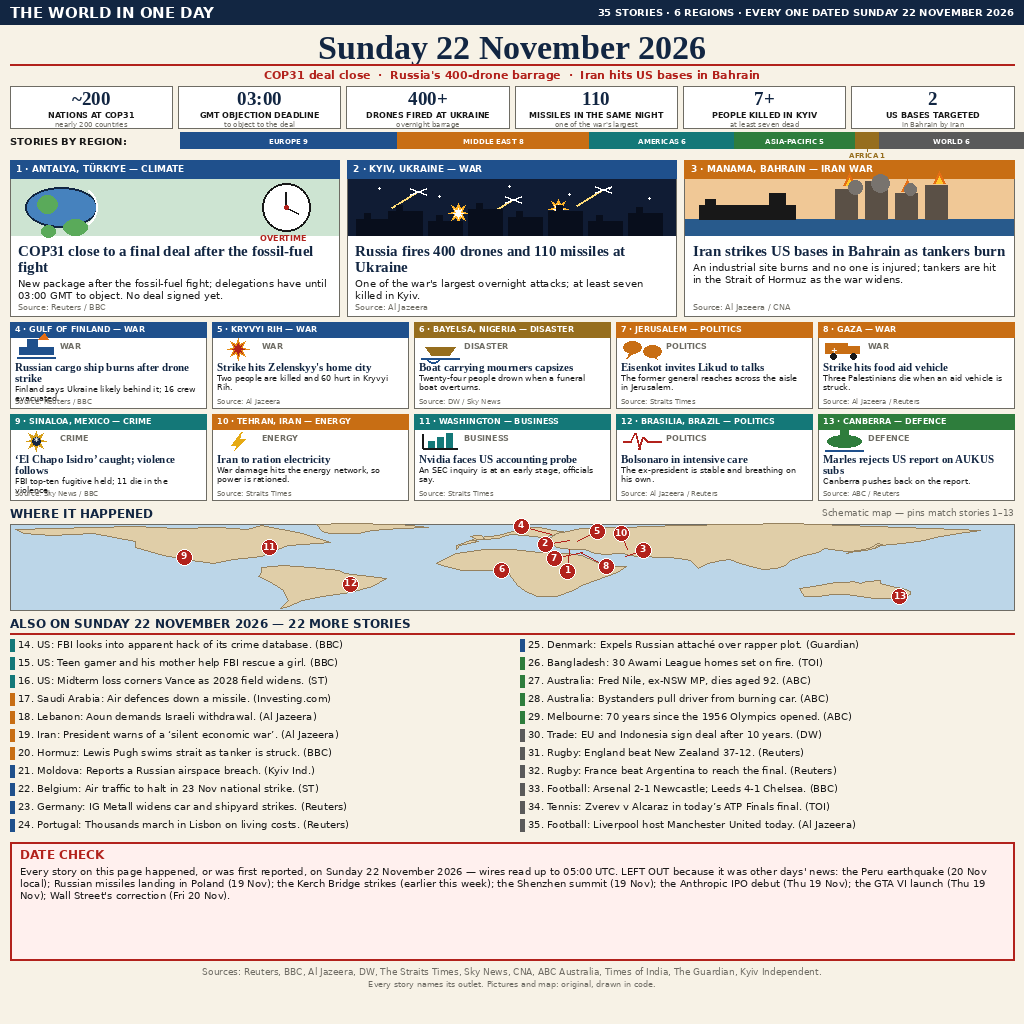 THE WORLD IN ONE DAY
35 STORIES · 6 REGIONS · EVERY ONE DATED SUNDAY 22 NOVEMBER 2026
Sunday 22 November 2026
COP31 deal close · Russia's 400-drone barrage · Iran hits US bases in Bahrain
~200
NATIONS AT COP31
nearly 200 countries
03:00
GMT OBJECTION DEADLINE
to object to the deal
400+
DRONES FIRED AT UKRAINE
overnight barrage
110
MISSILES IN THE SAME NIGHT
one of the war's largest
7+
PEOPLE KILLED IN KYIV
at least seven dead
2
US BASES TARGETED
in Bahrain by Iran
STORIES BY REGION:
EUROPE 9
MIDDLE EAST 8
AMERICAS 6
ASIA-PACIFIC 5
AFRICA 1
WORLD 6
1 · ANTALYA, TÜRKIYE — CLIMATE
OVERTIME
COP31 close to a final deal after the fossil-fuel
fight
New package after the fossil-fuel fight; delegations have until
03:00 GMT to object. No deal signed yet.
Source: Reuters / BBC
2 · KYIV, UKRAINE — WAR
Russia fires 400 drones and 110 missiles at
Ukraine
One of the war's largest overnight attacks; at least seven
killed in Kyiv.
Source: Al Jazeera
3 · MANAMA, BAHRAIN — IRAN WAR
Iran strikes US bases in Bahrain as tankers burn
An industrial site burns and no one is injured; tankers are hit
in the Strait of Hormuz as the war widens.
Source: Al Jazeera / CNA
4 · GULF OF FINLAND — WAR
WAR
Russian cargo ship burns after drone
strike
Finland says Ukraine likely behind it; 16 crew
evacuated.
Source: Reuters / BBC
5 · KRYVYI RIH — WAR
WAR
Strike hits Zelenskyy's home city
Two people are killed and 60 hurt in Kryvyi
Rih.
Source: Al Jazeera
6 · BAYELSA, NIGERIA — DISASTER
DISASTER
Boat carrying mourners capsizes
Twenty-four people drown when a funeral
boat overturns.
Source: DW / Sky News
7 · JERUSALEM — POLITICS
POLITICS
Eisenkot invites Likud to talks
The former general reaches across the aisle
in Jerusalem.
Source: Straits Times
8 · GAZA — WAR
WAR
Strike hits food aid vehicle
Three Palestinians die when an aid vehicle is
struck.
Source: Al Jazeera / Reuters
9 · SINALOA, MEXICO — CRIME
CRIME
‘El Chapo Isidro’ caught; violence
follows
FBI top-ten fugitive held; 11 die in the
violence.
Source: Sky News / BBC
10 · TEHRAN, IRAN — ENERGY
ENERGY
Iran to ration electricity
War damage hits the energy network, so
power is rationed.
Source: Straits Times
11 · WASHINGTON — BUSINESS
BUSINESS
Nvidia faces US accounting probe
An SEC inquiry is at an early stage, officials
say.
Source: Straits Times
12 · BRASILIA, BRAZIL — POLITICS
POLITICS
Bolsonaro in intensive care
The ex-president is stable and breathing on
his own.
Source: Al Jazeera / Reuters
13 · CANBERRA — DEFENCE
DEFENCE
Marles rejects US report on AUKUS
subs
Canberra pushes back on the report.
Source: ABC / Reuters
WHERE IT HAPPENED
Schematic map — pins match stories 1–13
4
5
10
2
11
3
9
7
6
1
8
12
13
ALSO ON SUNDAY 22 NOVEMBER 2026 — 22 MORE STORIES
14. US: FBI looks into apparent hack of its crime database. (BBC)
15. US: Teen gamer and his mother help FBI rescue a girl. (BBC)
16. US: Midterm loss corners Vance as 2028 field widens. (ST)
17. Saudi Arabia: Air defences down a missile. (Investing.com)
18. Lebanon: Aoun demands Israeli withdrawal. (Al Jazeera)
19. Iran: President warns of a ‘silent economic war’. (Al Jazeera)
20. Hormuz: Lewis Pugh swims strait as tanker is struck. (BBC)
21. Moldova: Reports a Russian airspace breach. (Kyiv Ind.)
22. Belgium: Air traffic to halt in 23 Nov national strike. (ST)
23. Germany: IG Metall widens car and shipyard strikes. (Reuters)
24. Portugal: Thousands march in Lisbon on living costs. (Reuters)
25. Denmark: Expels Russian attaché over rapper plot. (Guardian)
26. Bangladesh: 30 Awami League homes set on fire. (TOI)
27. Australia: Fred Nile, ex-NSW MP, dies aged 92. (ABC)
28. Australia: Bystanders pull driver from burning car. (ABC)
29. Melbourne: 70 years since the 1956 Olympics opened. (ABC)
30. Trade: EU and Indonesia sign deal after 10 years. (DW)
31. Rugby: England beat New Zealand 37-12. (Reuters)
32. Rugby: France beat Argentina to reach the final. (Reuters)
33. Football: Arsenal 2-1 Newcastle; Leeds 4-1 Chelsea. (BBC)
34. Tennis: Zverev v Alcaraz in today’s ATP Finals final. (TOI)
35. Football: Liverpool host Manchester United today. (Al Jazeera)
DATE CHECK
Every story on this page happened, or was first reported, on Sunday 22 November 2026 — wires read up to 05:00 UTC. LEFT OUT because it was other days' news: the Peru earthquake (20 Nov
local); Russian missiles landing in Poland (19 Nov); the Kerch Bridge strikes (earlier this week); the Shenzhen summit (19 Nov); the Anthropic IPO debut (Thu 19 Nov); the GTA VI launch (Thu 19
Nov); Wall Street's correction (Fri 20 Nov).
Sources: Reuters, BBC, Al Jazeera, DW, The Straits Times, Sky News, CNA, ABC Australia, Times of India, The Guardian, Kyiv Independent.
Every story names its outlet. Pictures and map: original, drawn in code.